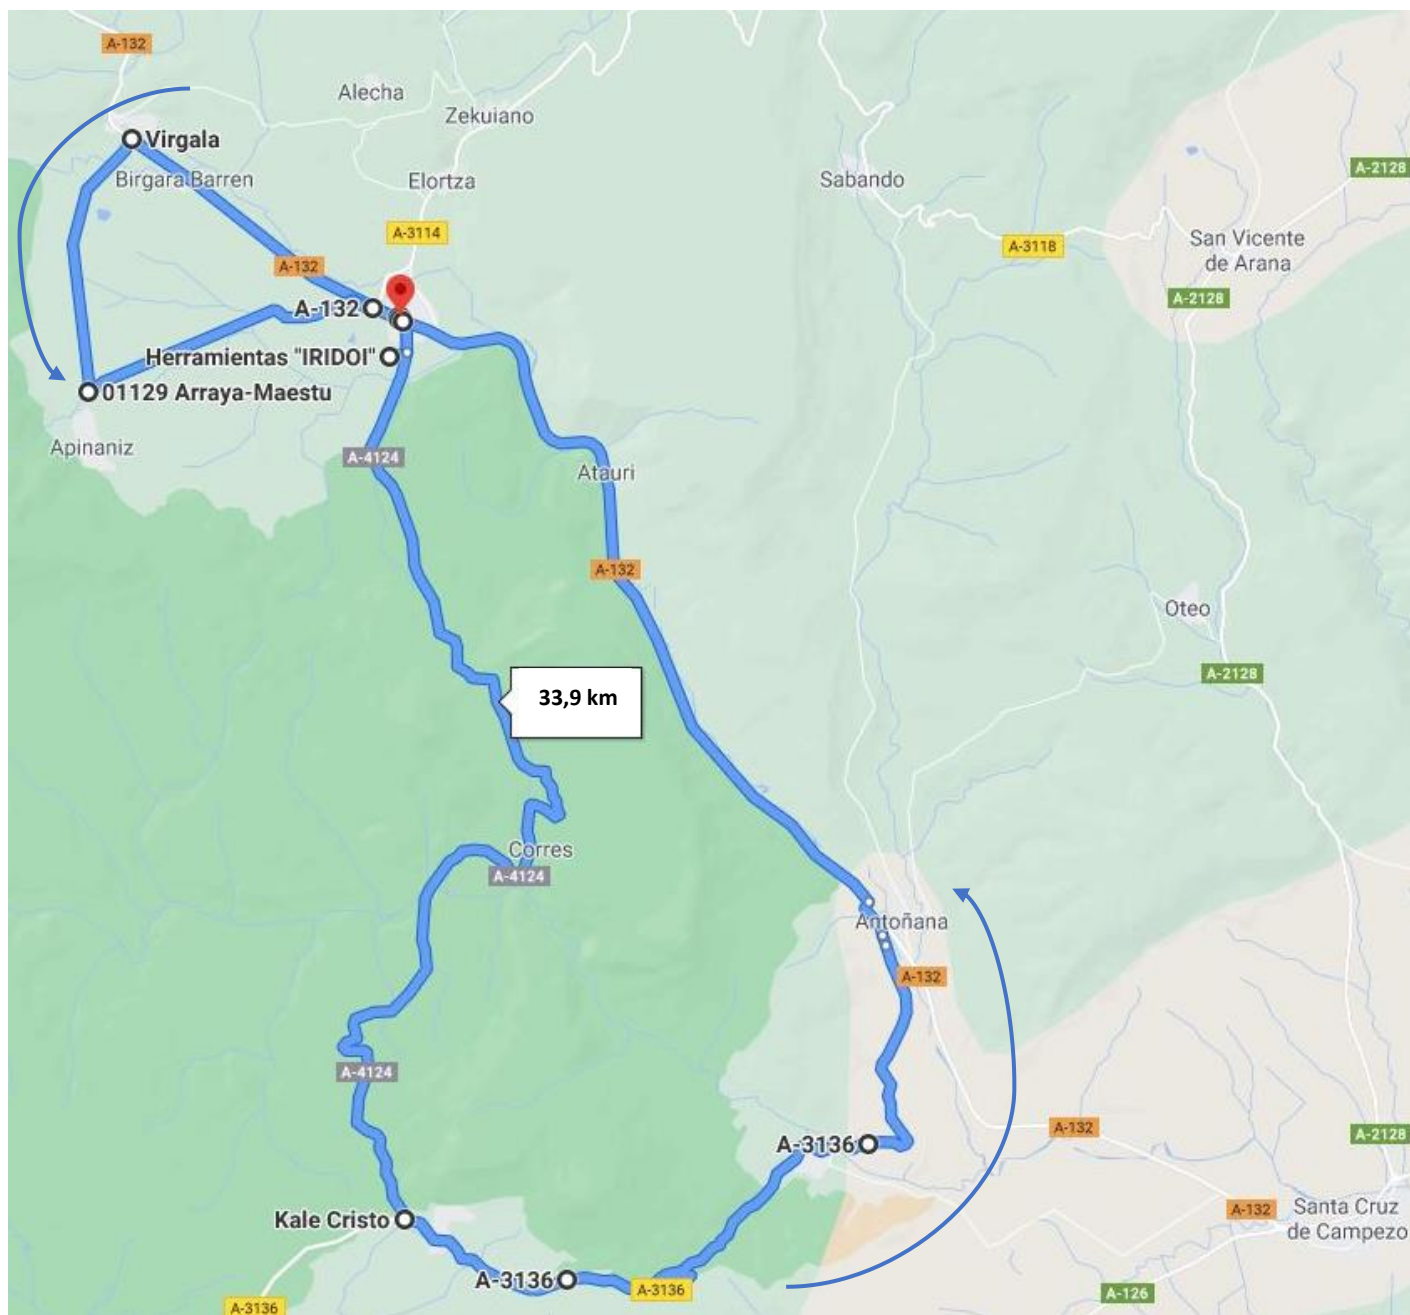 A-132
Alecha
Zekuiano
Virgala
Birgara Barren
Elortza
Sabando
A-2128
A-3114
A-3118
San Vicente
de Arana
A-132
A-2128
A-132
Herramientas "IRIDOI"
01129 Arraya-Maestu
Apinaniz
A-4124
Atauri
A-132
Oteo
A-2128
33,9 km
Corres
A-4124
Antoñana
A-132
A-4124
A-132
A-2128
A-3136
Kale Cristo
A-132
Santa Cruz
de Campezo
A-3136
A-3136
A-126
A-3136